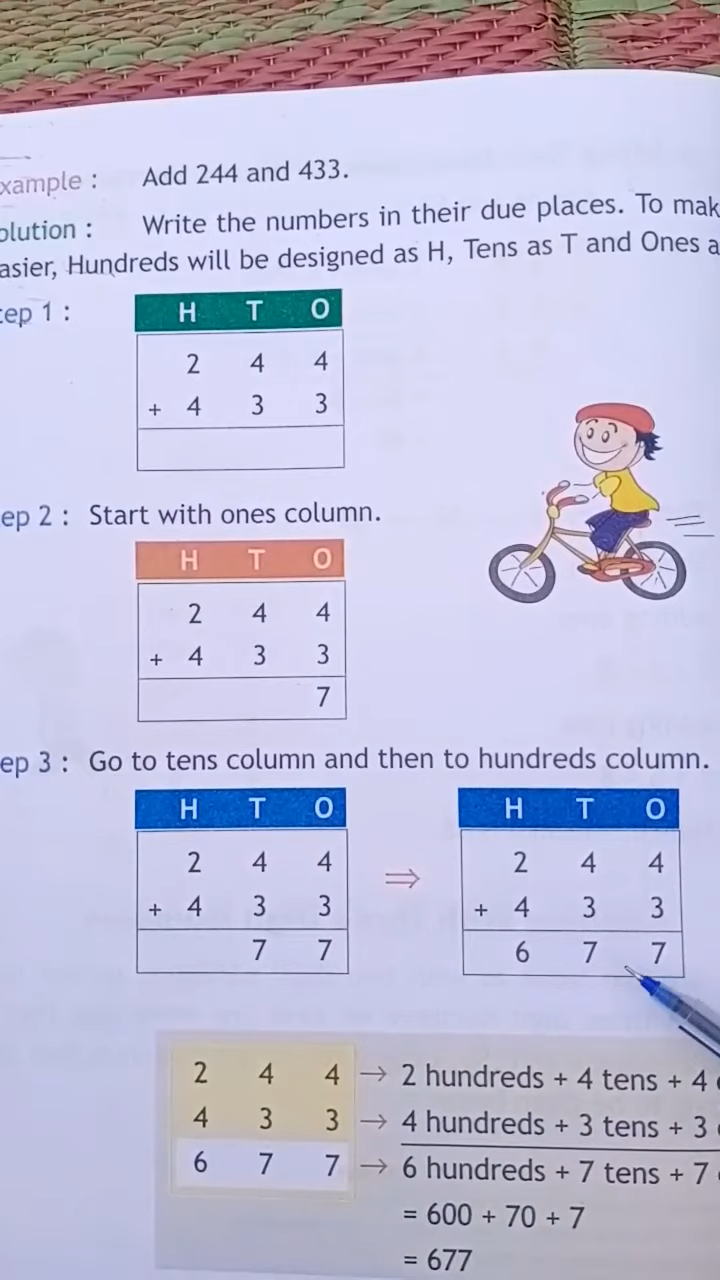 xample : Add 244 and 433.
olution : Write the numbers in their due places. To mak
asier, Hundreds will be designed as H, Tens as T and Ones a
tep 1 :
H T O
2 4 4
+ 4 3 3
ep 2 : Start with ones column.
H T O
2 4 4
+ 4 3 3
7
ep 3 : Go to tens column and then to hundreds column.
H T O
2 4 4
+ 4 3 3
7 7
⇒
H T O
2 4 4
+ 4 3 3
6 7 7
2 4 4 → 2 hundreds + 4 tens + 4
4 3 3 → 4 hundreds + 3 tens + 3
6 7 7 → 6 hundreds + 7 tens + 7
= 600 + 70 + 7
= 677